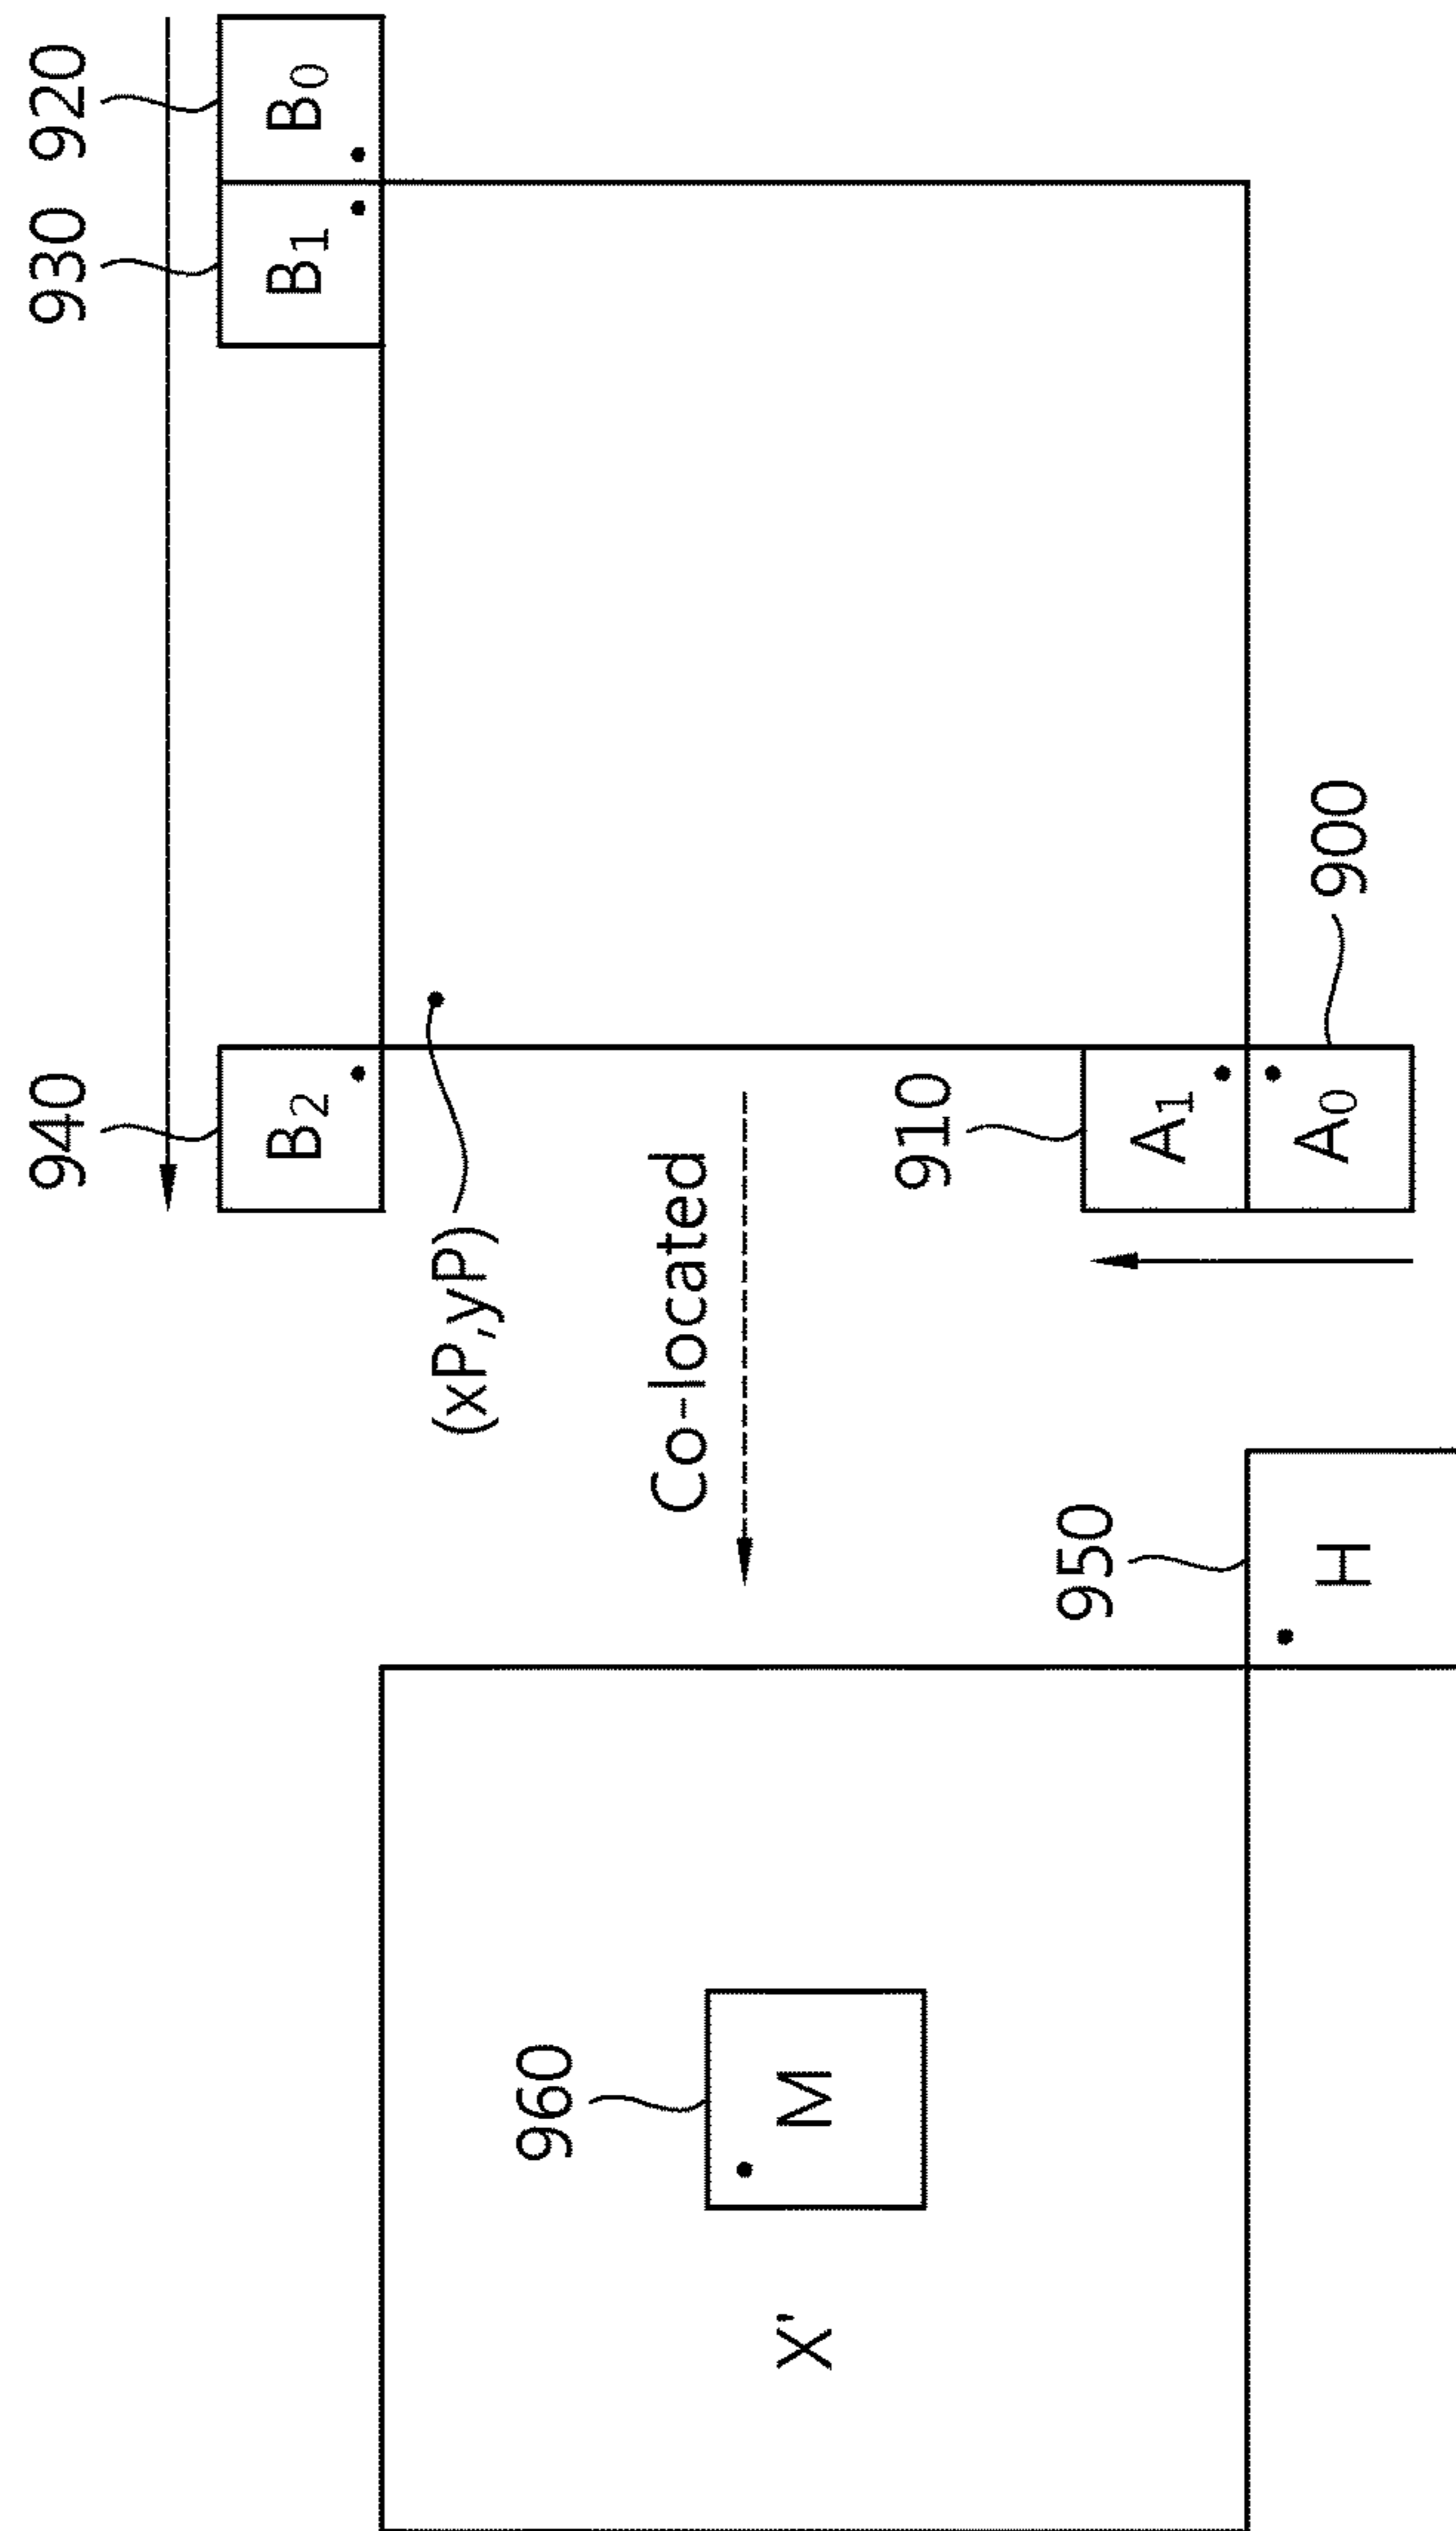 940
930
920
B₂
B₁
B₀
(xP,yP)
960
Co-located
X'
M
910
950
A₁
H
A₀
900